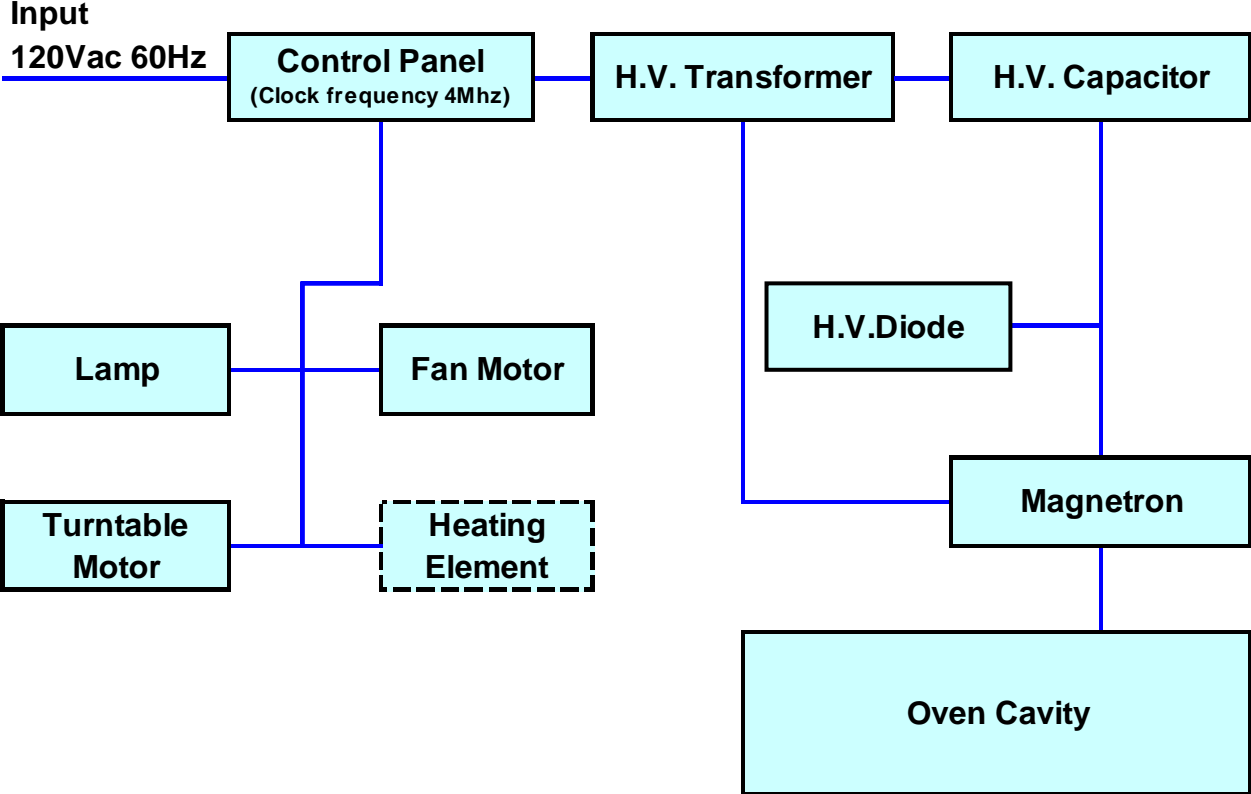 Input
120Vac 60Hz
Control Panel
(Clock frequency 4Mhz)
H.V. Transformer
H.V. Capacitor
H.V.Diode
Lamp
Fan Motor
Magnetron
Turntable
Motor
Heating
Element
Oven Cavity